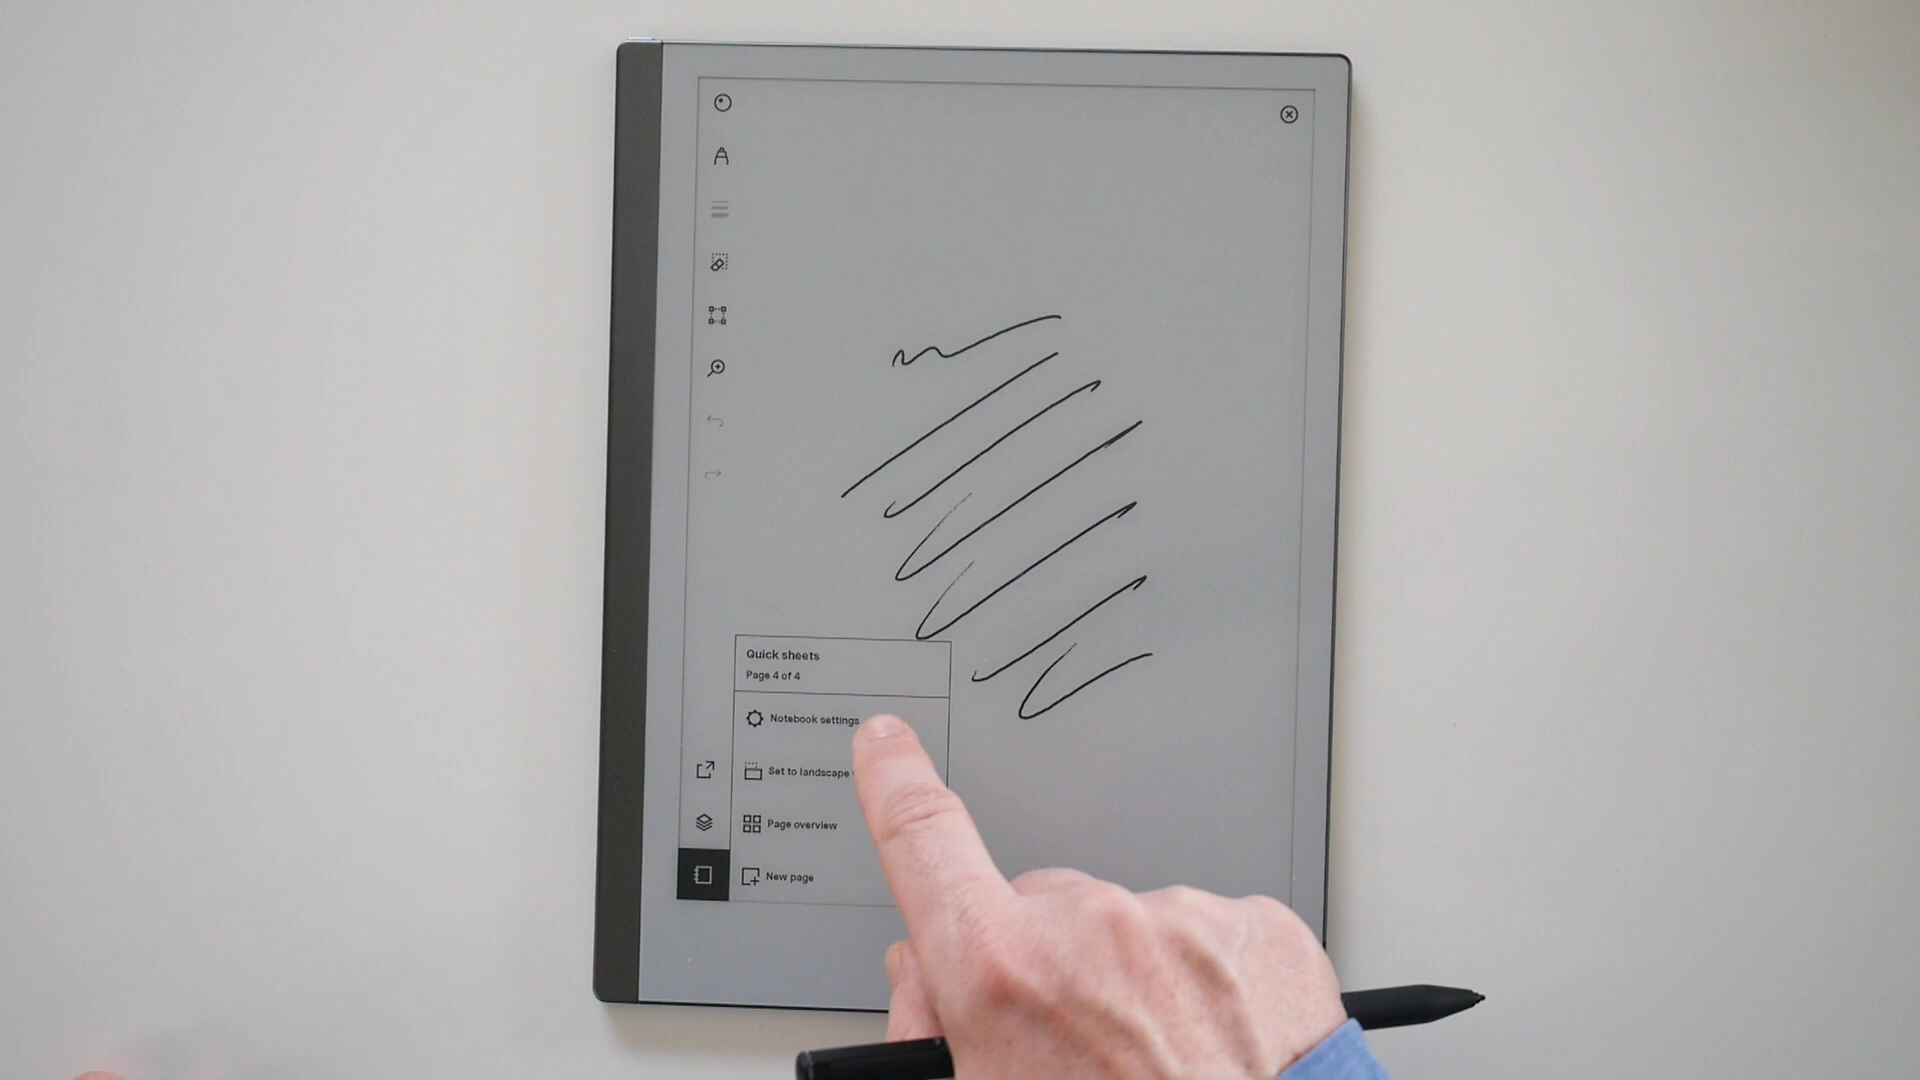 Quick sheets
Page 4 of 4
Notebook settings
Set to landscape
Page overview
New page